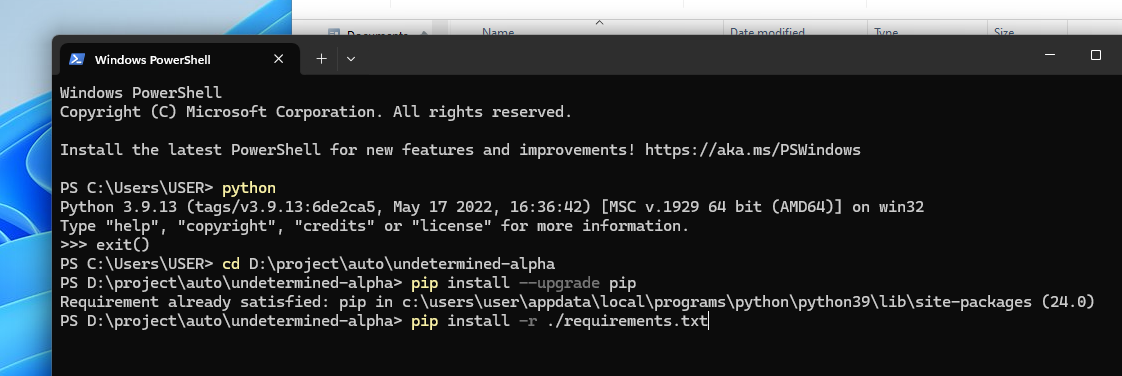 Documents
Name
Date modified
Type
Size
Windows PowerShell
Windows PowerShell
Copyright (C) Microsoft Corporation. All rights reserved.
Install the latest PowerShell for new features and improvements! https://aka.ms/PSWindows
PS C:\Users\USER> python
Python 3.9.13 (tags/v3.9.13:6de2ca5, May 17 2022, 16:36:42) [MSC v.1929 64 bit (AMD64)] on win32
Type "help", "copyright", "credits" or "license" for more information.
>>> exit()
PS C:\Users\USER> cd D:\project\auto\undetermined-alpha
PS D:\project\auto\undetermined-alpha> pip install --upgrade pip
Requirement already satisfied: pip in c:\users\user\appdata\local\programs\python\python39\lib\site-packages (24.0)
PS D:\project\auto\undetermined-alpha> pip install -r ./requirements.txt